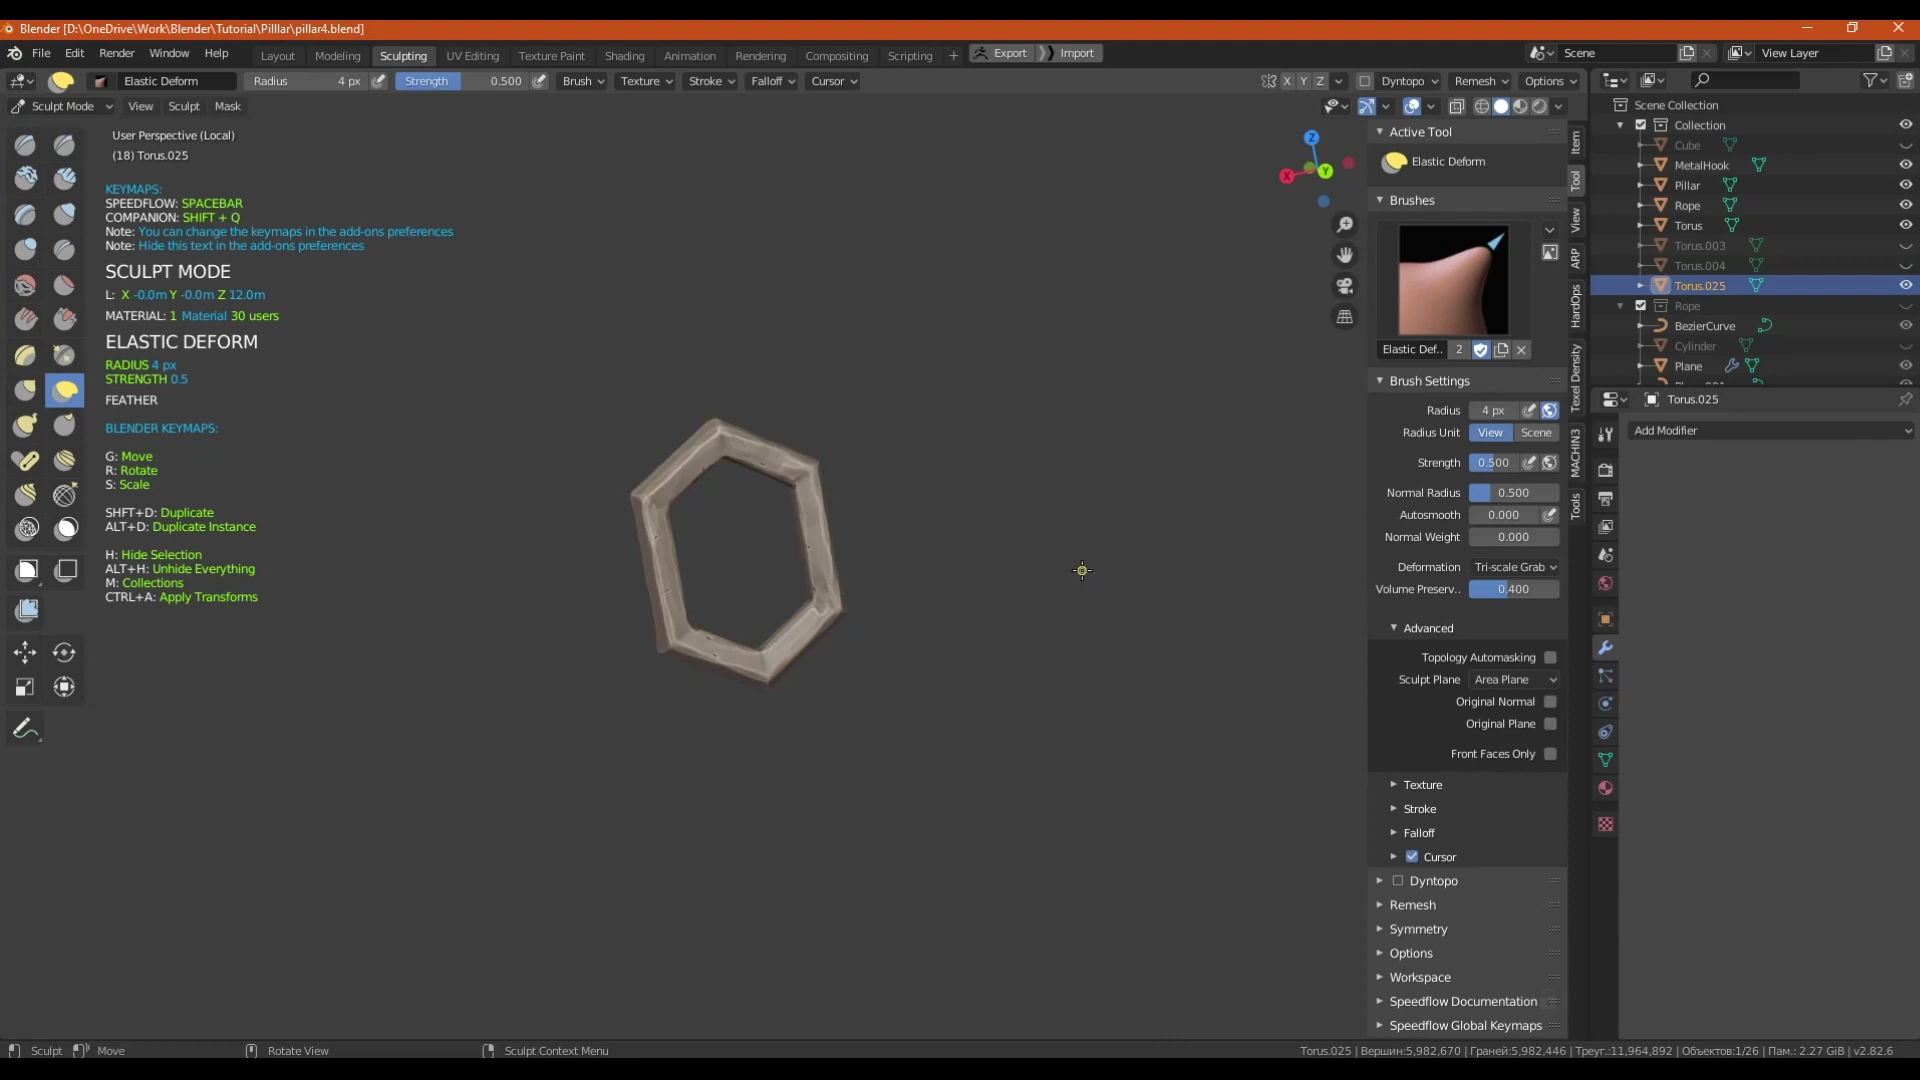 Blender [D:\OneDrive\Work\Blender\Tutorial\Pilllar\pillar4.blend]
File Edit Render Window Help Layout Modeling Sculpting UV Editing Texture Paint Shading Animation Rendering Compositing Scripting + Export Import Scene View Layer
Elastic Deform Radius 4 px Strength 0.500 Brush Texture Stroke Falloff Cursor X Y Z Dyntopo Remesh Options
Sculpt Mode View Sculpt Mask
User Perspective (Local)
(18) Torus.025
KEYMAPS:
SPEEDFLOW: SPACEBAR
COMPANION: SHIFT + Q
Note: You can change the keymaps in the add-ons preferences
Note: Hide this text in the add-ons preferences
SCULPT MODE
L: X -0.0m Y -0.0m Z 12.0m
MATERIAL: 1 Material 30 users
ELASTIC DEFORM
RADIUS 4 px
STRENGTH 0.5
FEATHER
BLENDER KEYMAPS:
G: Move
R: Rotate
S: Scale
SHFT+D: Duplicate
ALT+D: Duplicate Instance
H: Hide Selection
ALT+H: Unhide Everything
M: Collections
CTRL+A: Apply Transforms
Z
X
Y
Active Tool
Elastic Deform
Brushes
Elastic Def.. 2
Brush Settings
Radius 4 px
Radius Unit View Scene
Strength 0.500
Normal Radius 0.500
Autosmooth 0.000
Normal Weight 0.000
Deformation Tri-scale Grab
Volume Preserv.. 0.400
Advanced
Topology Automasking
Sculpt Plane Area Plane
Original Normal
Original Plane
Front Faces Only
Texture
Stroke
Falloff
Cursor
Dyntopo
Remesh
Symmetry
Options
Workspace
Speedflow Documentation
Speedflow Global Keymaps
Item
Tool
View
ARP
HardOps
Texel Density
MACHIN3
Tools
Scene Collection
Collection
Cube
MetalHook
Pillar
Rope
Torus
Torus.003
Torus.004
Torus.025
Rope
BezierCurve
Cylinder
Plane
Torus.025
Add Modifier
Sculpt Move Rotate View Sculpt Context Menu Torus.025 | Вершин:5,982,670 | Граней:5,982,446 | Треуг.:11,964,892 | Объектов:1/26 | Пам.: 2.27 GiB | v2.82.6